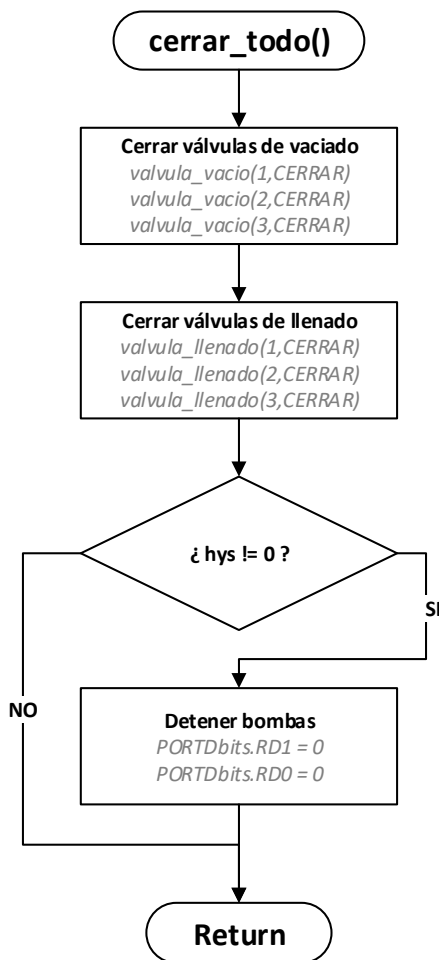 cerrar_todo()
Cerrar válvulas de vaciado
valvula_vacio(1,CERRAR)
valvula_vacio(2,CERRAR)
valvula_vacio(3,CERRAR)
Cerrar válvulas de llenado
valvula_llenado(1,CERRAR)
valvula_llenado(2,CERRAR)
valvula_llenado(3,CERRAR)
¿ hys != 0 ?
SI
NO
Detener bombas
PORTDbits.RD1 = 0
PORTDbits.RD0 = 0
Return